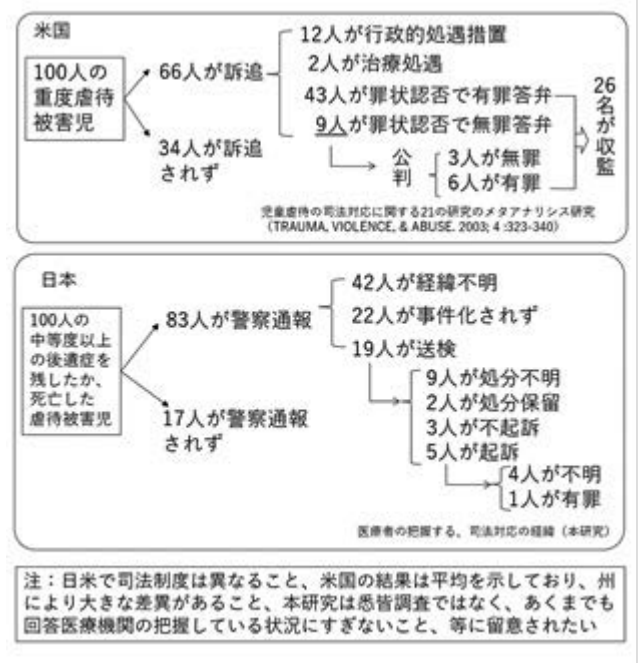 米国
100人の
重度虐待
被害児
66人が訴追
34人が訴追
されず
12人が行政的処遇措置
2人が治療処遇
43人が罪状認否で有罪答弁
9人が罪状認否で無罪答弁
公判
3人が無罪
6人が有罪
26名が収監
児童虐待の司法対応に関する21の研究のメタアナリシス研究
(TRAUMA, VIOLENCE, & ABUSE. 2003; 4 :323-340)
日本
100人の
中等度以上
の後遺症を
残したか、
死亡した
虐待被害児
83人が警察通報
17人が警察通報
されず
42人が経緯不明
22人が事件化されず
19人が送検
9人が処分不明
2人が処分保留
3人が不起訴
5人が起訴
4人が不明
1人が有罪
医療者の把握する、司法対応の経緯（本研究）
注：日米で司法制度は異なること、米国の結果は平均を示しており、州
により大きな差異があること、本研究は悉皆調査ではなく、あくまでも
回答医療機関の把握している状況にすぎないこと、等に留意されたい